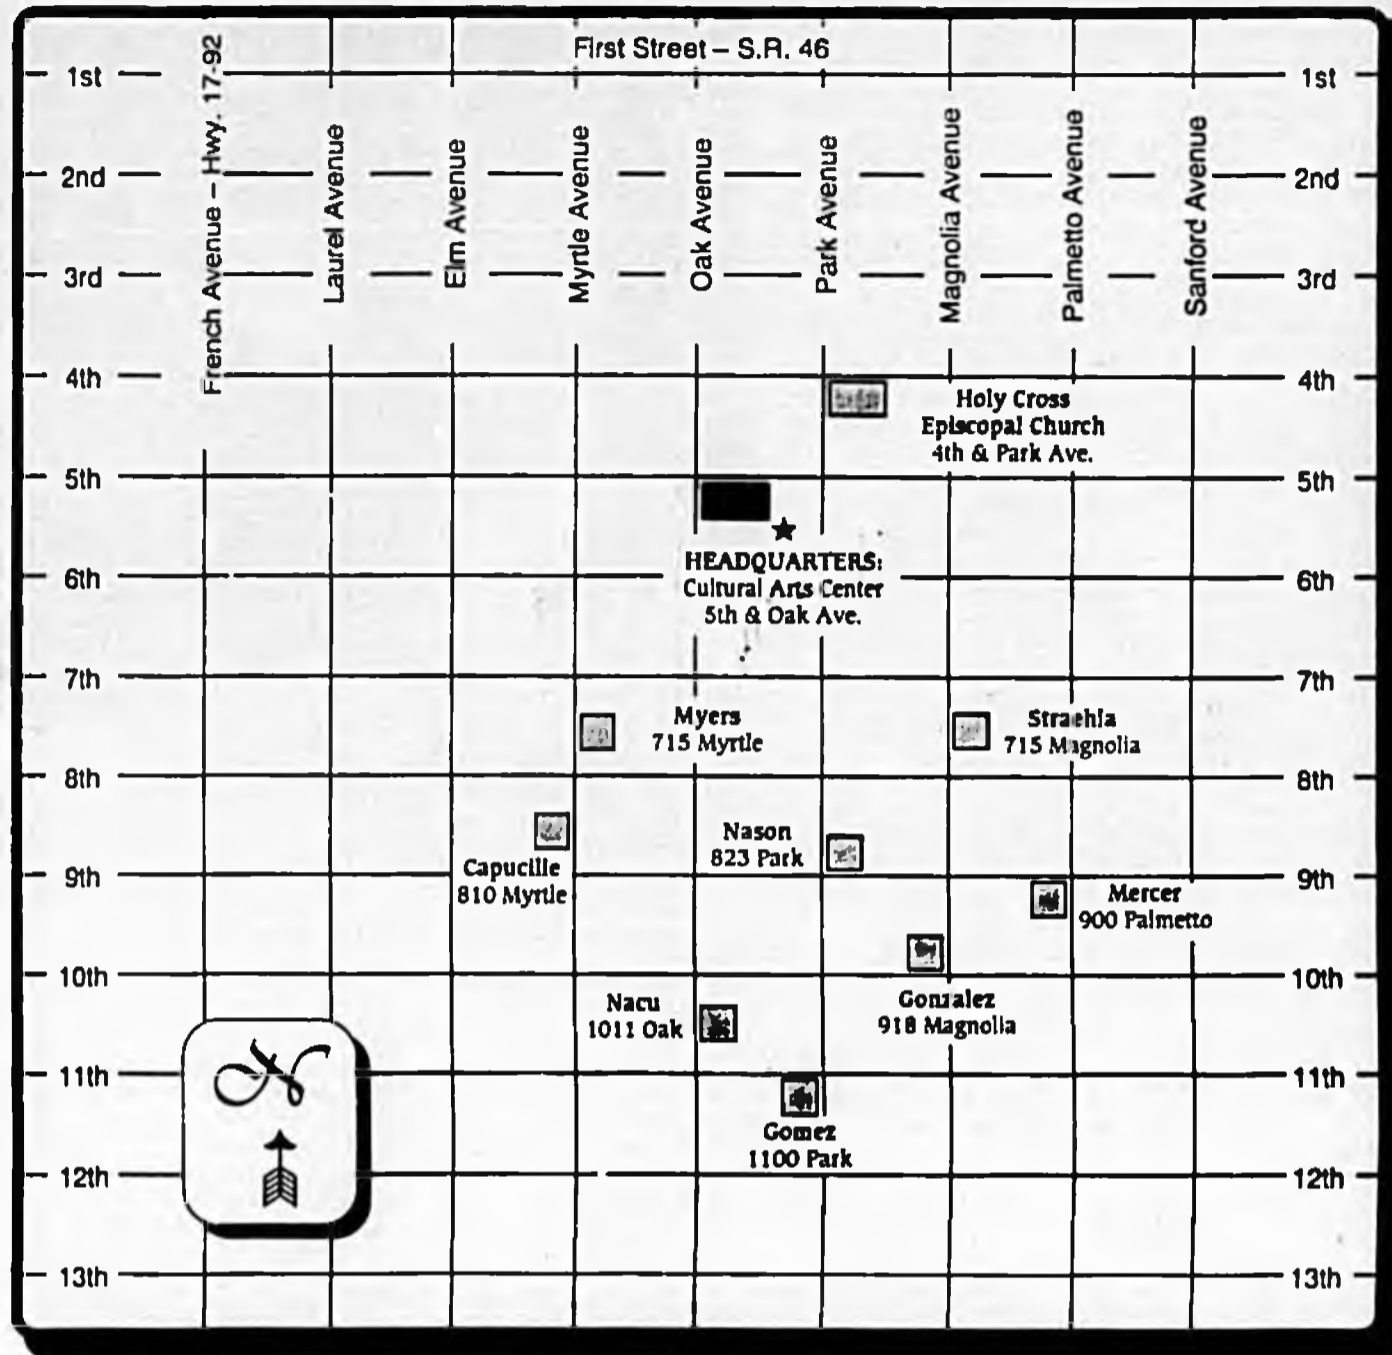 First Street – S.R. 46
1st
1st
French Avenue – Hwy. 17-92
Laurel Avenue
Elm Avenue
Myrtle Avenue
Oak Avenue
Park Avenue
Magnolia Avenue
Palmetto Avenue
Sanford Avenue
2nd
2nd
3rd
3rd
4th
4th
Holy Cross
Episcopal Church
4th & Park Ave.
5th
5th
HEADQUARTERS:
Cultural Arts Center
5th & Oak Ave.
6th
6th
7th
7th
Myers
715 Myrtle
Straehla
715 Magnolia
8th
8th
Capucille
810 Myrtle
Nason
823 Park
9th
9th
Mercer
900 Palmetto
10th
10th
Nacu
1011 Oak
Gonzalez
918 Magnolia
N
11th
11th
Gomez
1100 Park
12th
12th
13th
13th